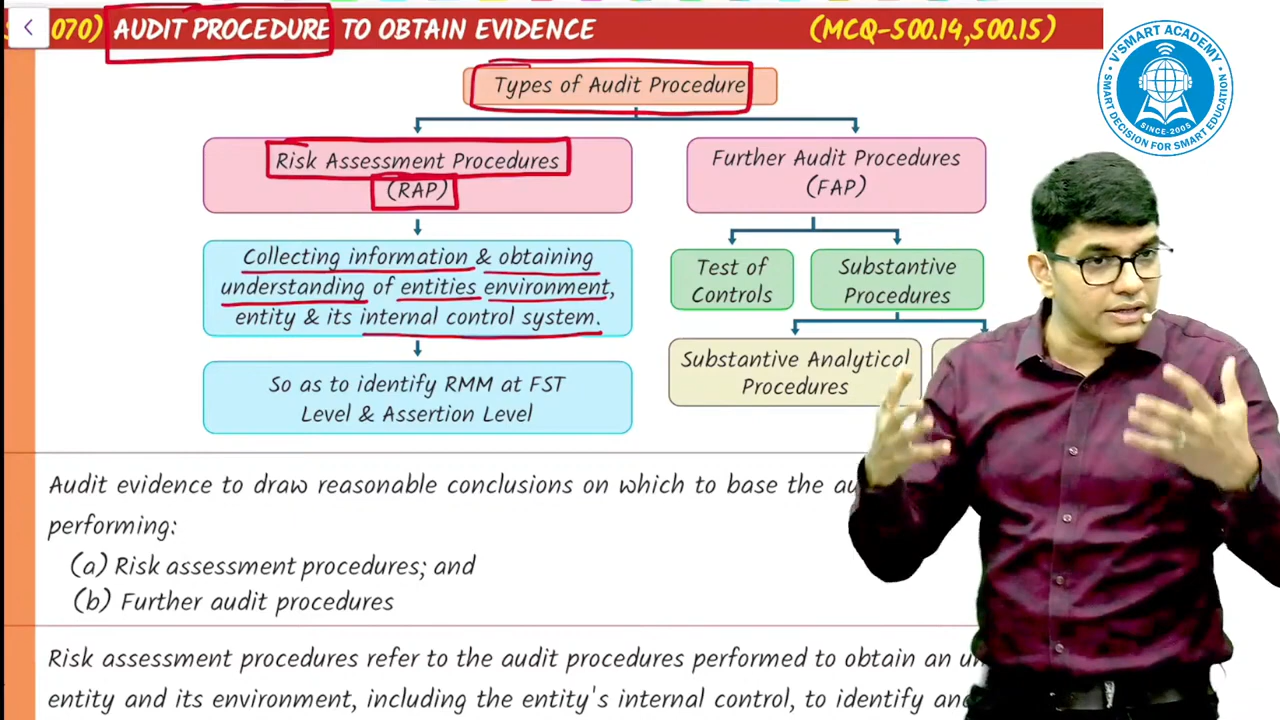 070) AUDIT PROCEDURE TO OBTAIN EVIDENCE (MCQ-500.14,500.15)
V'SMART ACADEMY
SMART DECISION FOR SMART EDUCATION
SINCE-2005
Types of Audit Procedure
Risk Assessment Procedures
(RAP)
Further Audit Procedures
(FAP)
Collecting information & obtaining
understanding of entities environment,
entity & its internal control system.
Test of
Controls
Substantive
Procedures
So as to identify RMM at FST
Level & Assertion Level
Substantive Analytical
Procedures
Audit evidence to draw reasonable conclusions on which to base the
performing:
(a) Risk assessment procedures; and
(b) Further audit procedures
Risk assessment procedures refer to the audit procedures performed to obtain an
entity and its environment, including the entity's internal control, to identify